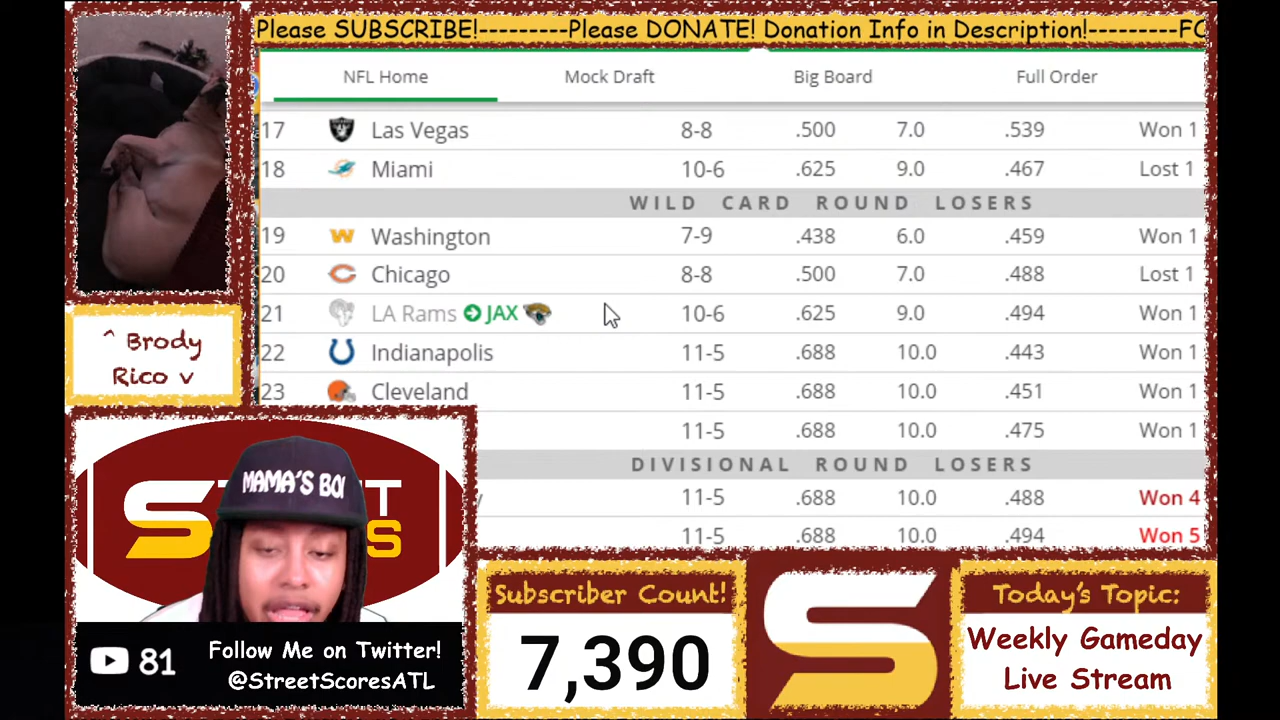 Please SUBSCRIBE!---------Please DONATE! Donation Info in Description!---------FC
NFL Home Mock Draft Big Board Full Order
17 Las Vegas 8-8 .500 7.0 .539 Won 1
18 Miami 10-6 .625 9.0 .467 Lost 1
WILD CARD ROUND LOSERS
19 Washington 7-9 .438 6.0 .459 Won 1
20 Chicago 8-8 .500 7.0 .488 Lost 1
21 LA Rams JAX 10-6 .625 9.0 .494 Won 1
22 Indianapolis 11-5 .688 10.0 .443 Won 1
23 Cleveland 11-5 .688 10.0 .451 Won 1
11-5 .688 10.0 .475 Won 1
DIVISIONAL ROUND LOSERS
11-5 .688 10.0 .488 Won 4
11-5 .688 10.0 .494 Won 5
^ Brody
Rico v
MAMA'S BOI
81
Follow Me on Twitter!
@StreetScoresATL
Subscriber Count!
7,390
S
Today's Topic:
Weekly Gameday
Live Stream